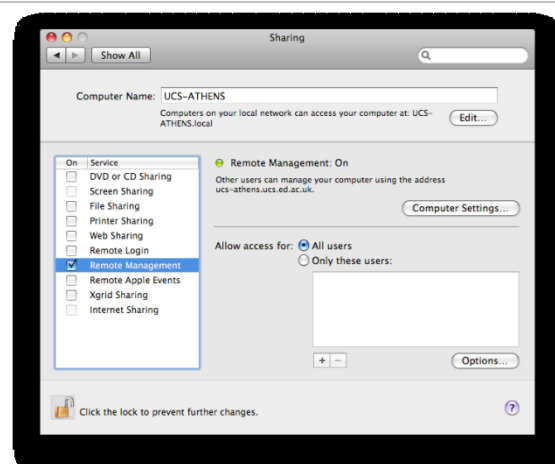 Sharing
Show All
Computer Name: UCS-ATHENS
Computers on your local network can access your computer at: UCS-
ATHENS.local
Edit...
On Service
DVD or CD Sharing
Screen Sharing
File Sharing
Printer Sharing
Web Sharing
Remote Login
Remote Management
Remote Apple Events
Xgrid Sharing
Internet Sharing
Remote Management: On
Other users can manage your computer using the address
ucs-athens.ucs.ed.ac.uk.
Computer Settings...
Allow access for: All users
Only these users:
+ −
Options...
Click the lock to prevent further changes.
?